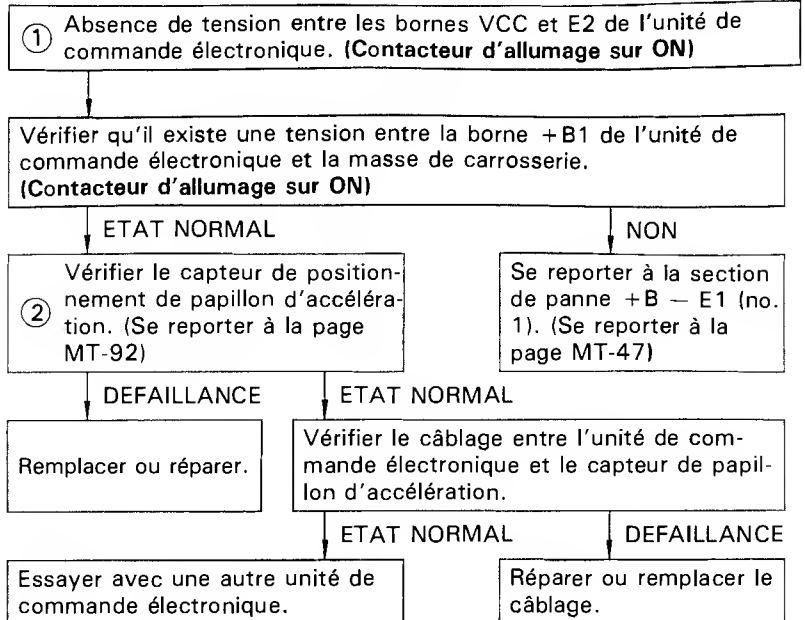 ① Absence de tension entre les bornes VCC et E2 de l'unité de
commande électronique. (Contacteur d'allumage sur ON)
Vérifier qu'il existe une tension entre la borne +B1 de l'unité de
commande électronique et la masse de carrosserie.
(Contacteur d'allumage sur ON)
ETAT NORMAL
NON
② Vérifier le capteur de position-
nement de papillon d'accéléra-
tion. (Se reporter à la page
MT-92)
Se reporter à la section
de panne +B — E1 (no.
1). (Se reporter à la
page MT-47)
DEFAILLANCE
ETAT NORMAL
Remplacer ou réparer.
Vérifier le câblage entre l'unité de com-
mande électronique et le capteur de papil-
lon d'accélération.
ETAT NORMAL
DEFAILLANCE
Essayer avec une autre unité de
commande électronique.
Réparer ou remplacer le
câblage.